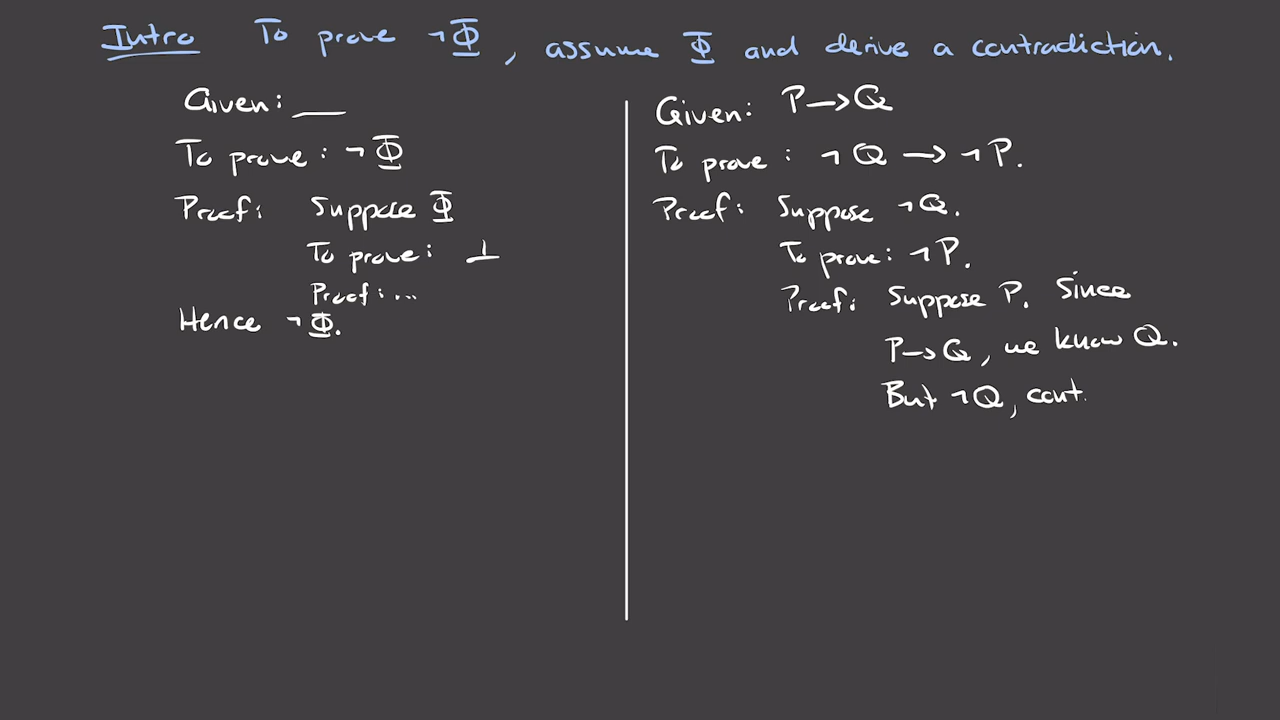 Intro To prove ¬Φ, assume Φ and derive a contradiction.
Given: __
To prove: ¬Φ
Proof: Suppose Φ
To prove: ⊥
Proof: ...
Hence ¬Φ.
Given: P→Q
To prove: ¬Q → ¬P.
Proof: Suppose ¬Q.
To prove: ¬P.
Proof: Suppose P. Since
P→Q, we know Q.
But ¬Q, cont